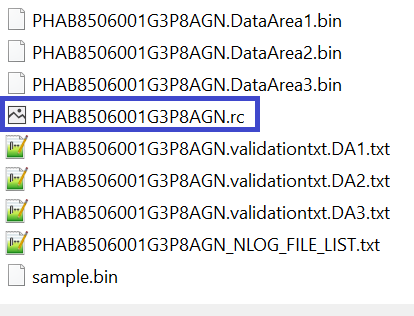 PHAB8506001G3P8AGN.DataArea1.bin
PHAB8506001G3P8AGN.DataArea2.bin
PHAB8506001G3P8AGN.DataArea3.bin
PHAB8506001G3P8AGN.rc
PHAB8506001G3P8AGN.validationtxt.DA1.txt
PHAB8506001G3P8AGN.validationtxt.DA2.txt
PHAB8506001G3P8AGN.validationtxt.DA3.txt
PHAB8506001G3P8AGN_NLOG_FILE_LIST.txt
sample.bin